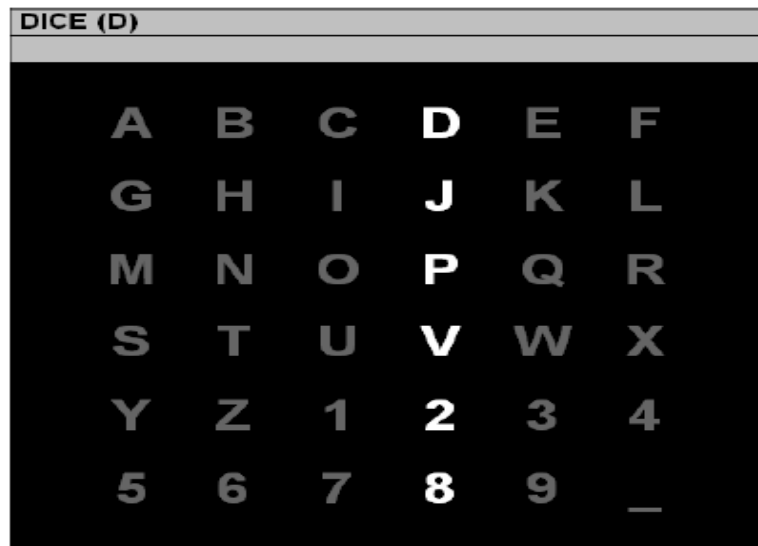 DICE (D)
A B C D E F
G H I J K L
M N O P Q R
S T U V W X
Y Z 1 2 3 4
5 6 7 8 9 _